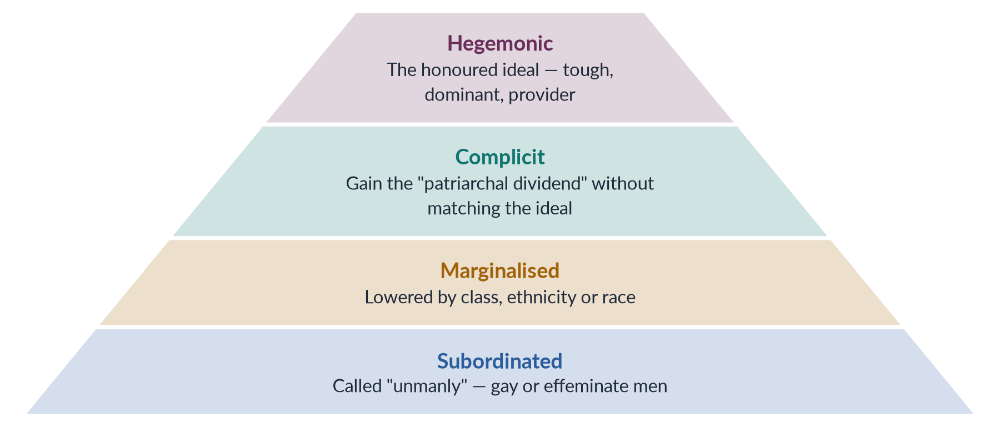 Hegemonic
The honoured ideal — tough,
dominant, provider
Complicit
Gain the "patriarchal dividend" without
matching the ideal
Marginalised
Lowered by class, ethnicity or race
Subordinated
Called "unmanly" — gay or effeminate men